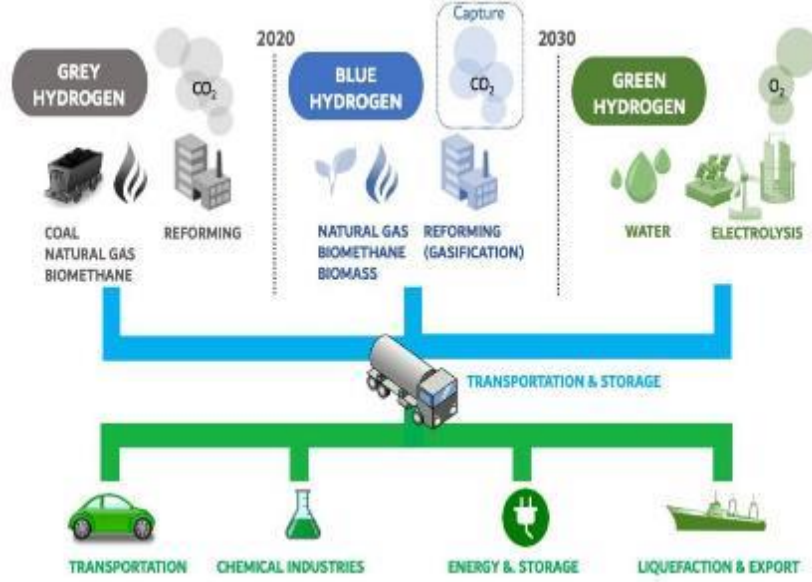 Capture
2020
2030
GREY
HYDROGEN
CO2
BLUE
HYDROGEN
CO2
GREEN
HYDROGEN
O2
COAL
NATURAL GAS
BIOMETHANE
REFORMING
NATURAL GAS
BIOMETHANE
BIOMASS
REFORMING
(GASIFICATION)
WATER
ELECTROLYSIS
TRANSPORTATION & STORAGE
TRANSPORTATION
CHEMICAL INDUSTRIES
ENERGY &. STORAGE
LIQUEFACTION & EXPORT